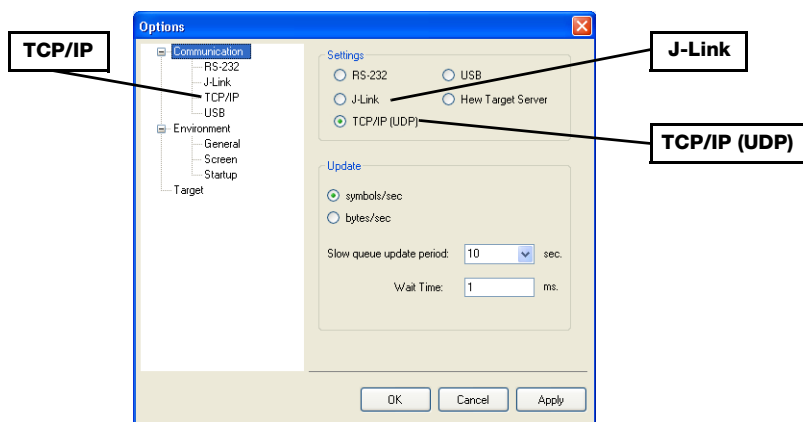 Options
TCP/IP
Communication
RS-232
J-Link
TCP/IP
USB
Environment
General
Screen
Startup
Target
Settings
RS-232
USB
J-Link
Hew Target Server
TCP/IP (UDP)
J-Link
TCP/IP (UDP)
Update
symbols/sec
bytes/sec
Slow queue update period: 10 sec.
Wait Time: 1 ms.
OK Cancel Apply